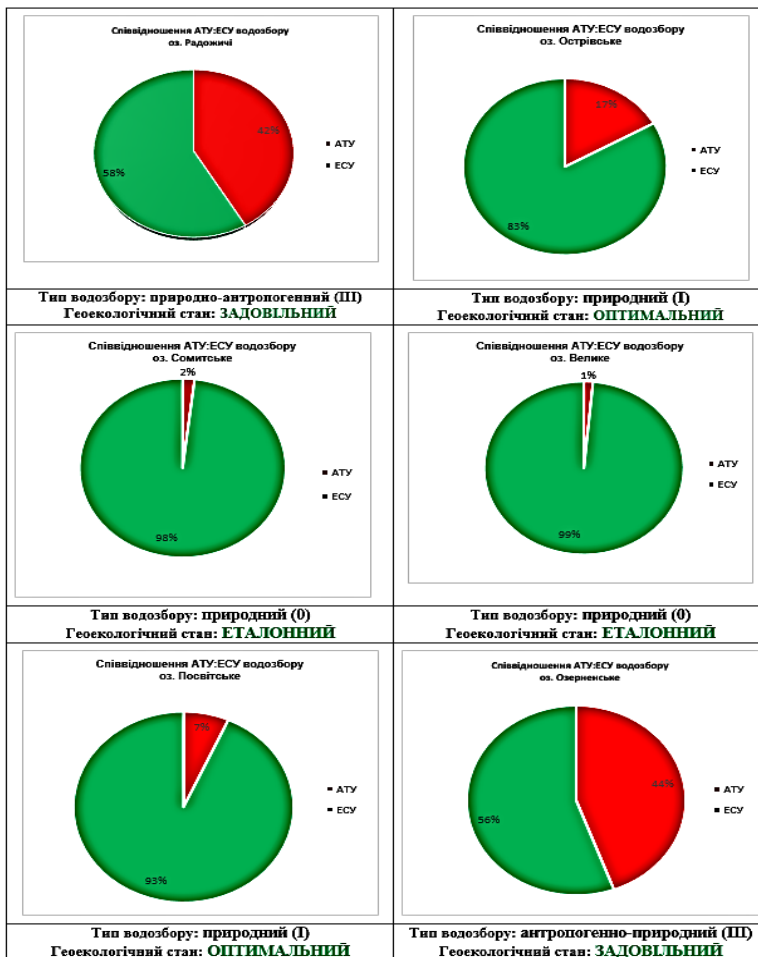 Співвідношення АТУ:ЕСУ водозбору
оз. Радожичі
42%
58%
АТУ
ЕСУ
Тип водозбору: природно-антропогенний (III)
Геоекологічний стан: ЗАДОВІЛЬНИЙ
Співвідношення АТУ:ЕСУ водозбору
оз. Острівське
17%
83%
АТУ
ЕСУ
Тип водозбору: природний (I)
Геоекологічний стан: ОПТИМАЛЬНИЙ
Співвідношення АТУ:ЕСУ водозбору
оз. Сомитське
2%
98%
АТУ
ЕСУ
Тип водозбору: природний (0)
Геоекологічний стан: ЕТАЛОННИЙ
Співвідношення АТУ:ЕСУ водозбору
оз. Велике
1%
99%
АТУ
ЕСУ
Тип водозбору: природний (0)
Геоекологічний стан: ЕТАЛОННИЙ
Співвідношення АТУ:ЕСУ водозбору
оз. Посвітське
7%
93%
АТУ
ЕСУ
Тип водозбору: природний (I)
Геоекологічний стан: ОПТИМАЛЬНИЙ
Співвідношення АТУ:ЕСУ водозбору
оз. Озерненське
44%
56%
АТУ
ЕСУ
Тип водозбору: антропогенно-природний (III)
Геоекологічний стан: ЗАДОВІЛЬНИЙ